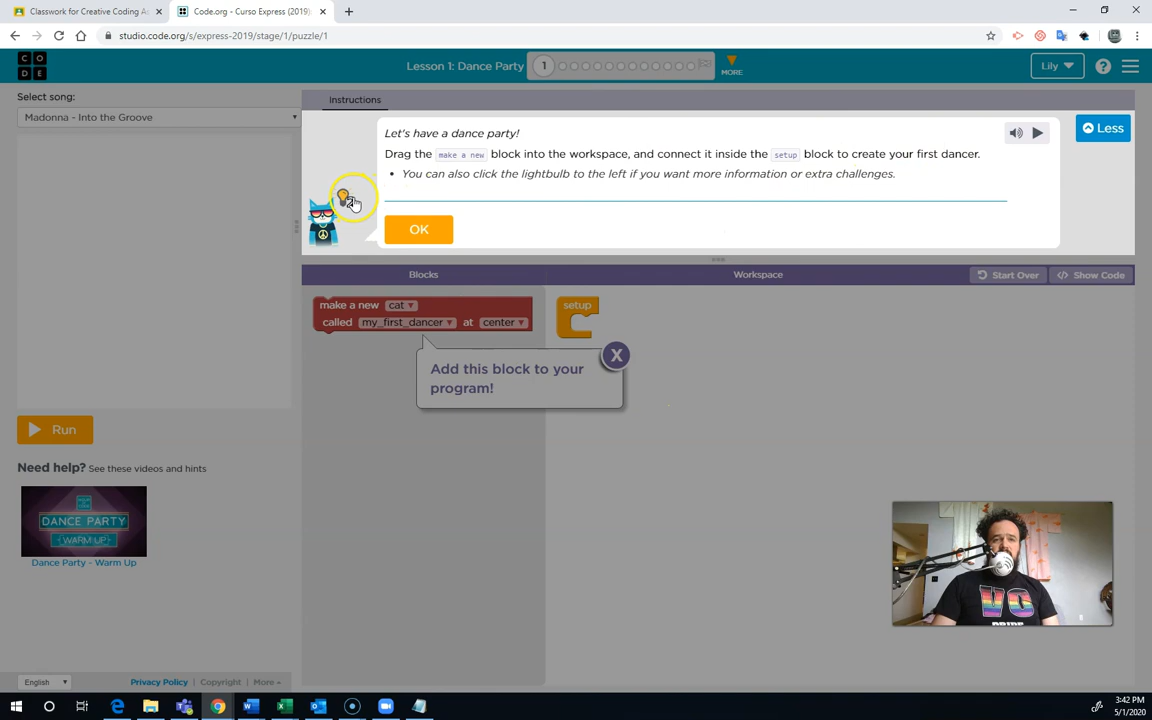 Classwork for Creative Coding Ac
Code.org - Curso Express (2019)
studio.code.org/s/express-2019/stage/1/puzzle/1
C O
D E
Lesson 1: Dance Party
1
MORE
Lily
Select song:
Madonna - Into the Groove
Instructions
Let's have a dance party!
Drag the make a new block into the workspace, and connect it inside the setup block to create your first dancer.
You can also click the lightbulb to the left if you want more information or extra challenges.
Less
2
OK
Blocks
Workspace
Start Over
</> Show Code
make a new cat
called my_first_dancer at center
setup
Add this block to your
program!
X
Run
Need help? See these videos and hints
DANCE PARTY
WARM UP
Dance Party - Warm Up
VO
PRIDE
English
Privacy Policy | Copyright | More
3:42 PM
5/1/2020